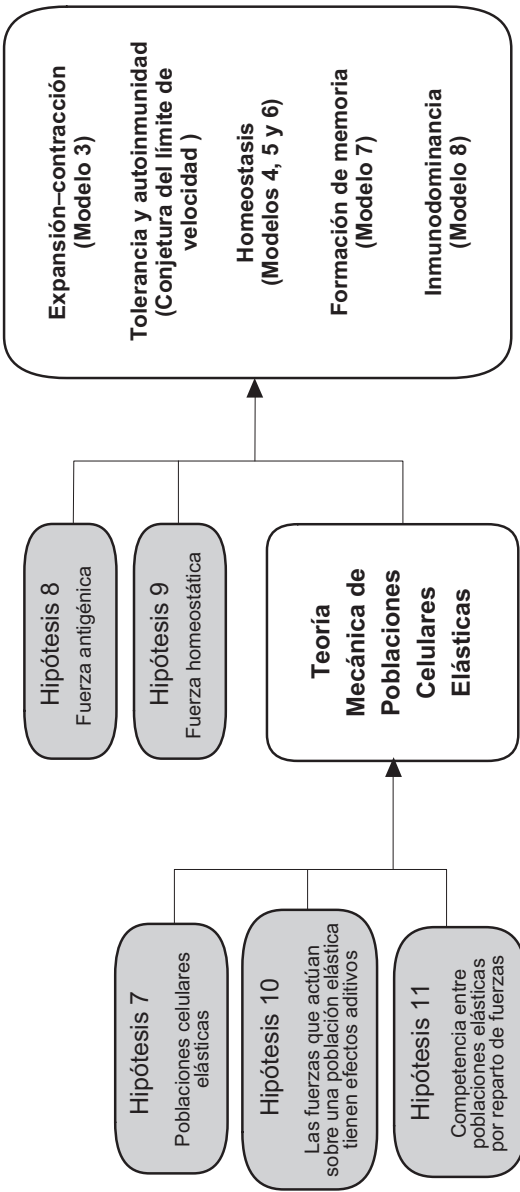 Hipótesis 7
Poblaciones celulares
elásticas
Hipótesis 10
Las fuerzas que actúan
sobre una población elástica
tienen efectos aditivos
Hipótesis 11
Competencia entre
poblaciones elásticas
por reparto de fuerzas
Hipótesis 8
Fuerza antigénica
Hipótesis 9
Fuerza homeostática
Teoría
Mecánica de
Poblaciones
Celulares
Elásticas
Expansión–contracción
(Modelo 3)
Tolerancia y autoinmunidad
(Conjetura del límite de
velocidad )
Homeostasis
(Modelos 4, 5 y 6)
Formación de memoria
(Modelo 7)
Inmunodominancia
(Modelo 8)